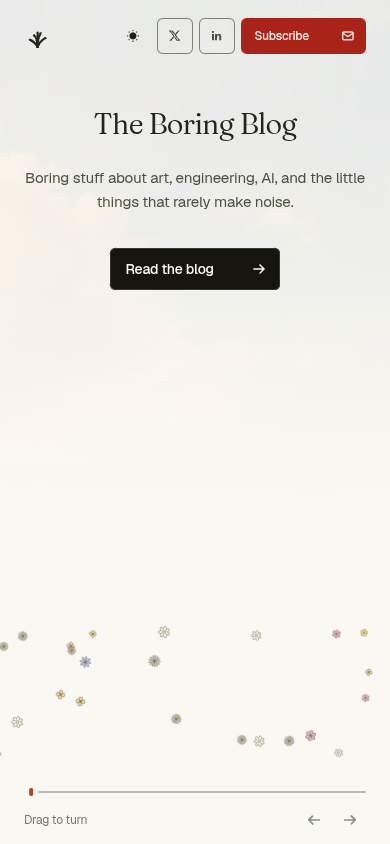 𝕏
in
Subscribe
The Boring Blog
Boring stuff about art, engineering, AI, and the little
things that rarely make noise.
Read the blog
Drag to turn